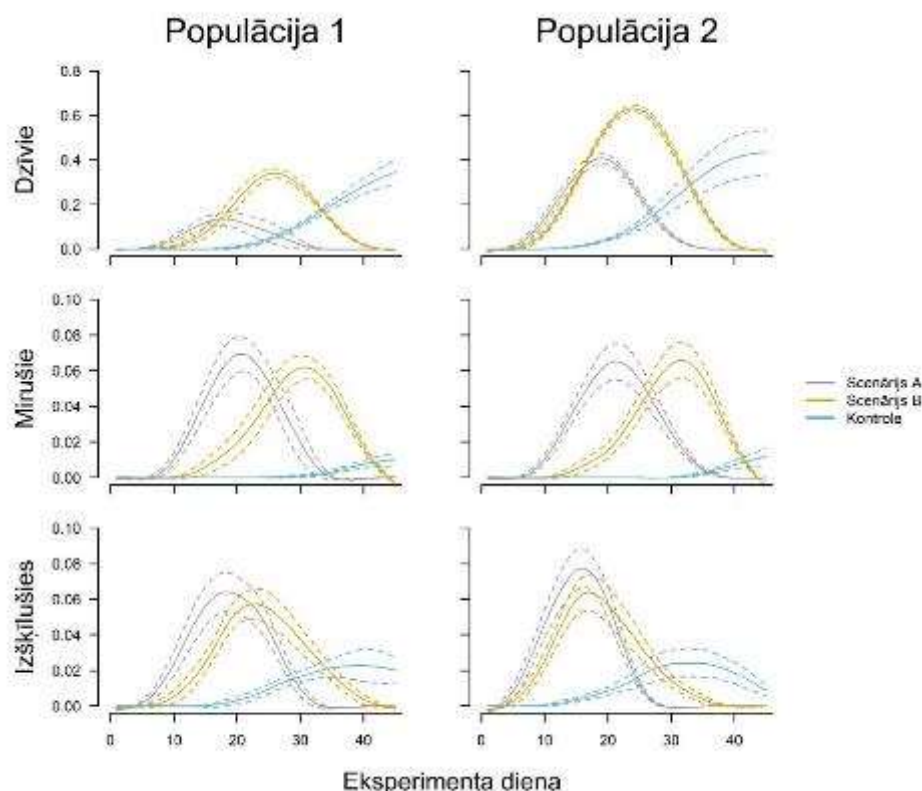 Populācija 1
Populācija 2
Dzīvie
0.8
0.6
0.4
0.2
0.0
Mirušie
0.10
0.08
0.06
0.04
0.02
0.00
Scenārijs A
Scenārijs B
Kontrole
Izšķīlušies
0.10
0.08
0.06
0.04
0.02
0.00
0 10 20 30 40
0 10 20 30 40
Eksperimenta diena